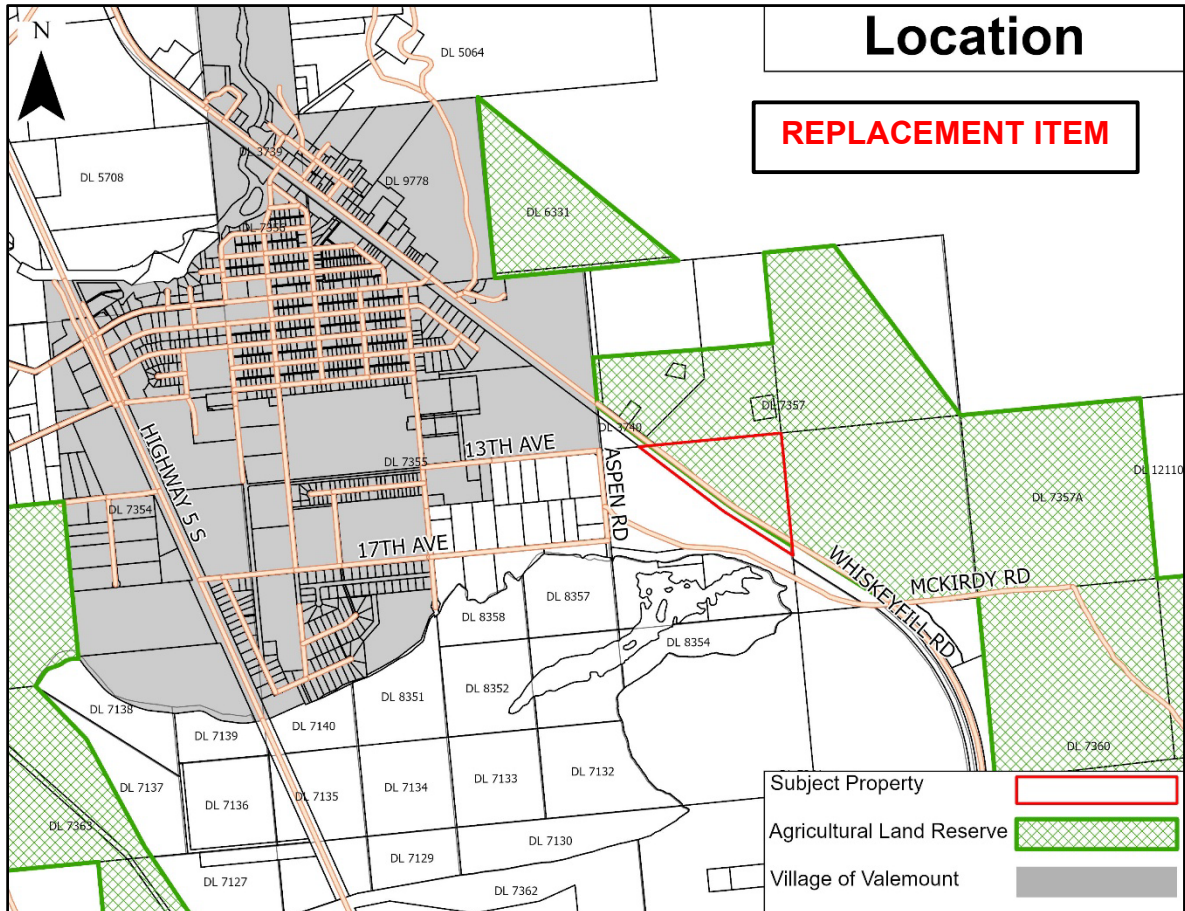 N
Location
DL 5064
REPLACEMENT ITEM
DL 3739
DL 5708
DL 9778
DL 6331
DL 7356
DL 7357
DL 3740
13TH AVE
DL 7355
ASPEN RD
DL 12110
DL 7354
HIGHWAY 5 S
DL 7357A
17TH AVE
WHISKEYFILL RD
MCKIRDY RD
DL 8357
DL 8358
DL 8354
DL 8351
DL 8352
DL 7138
DL 7139
DL 7140
DL 7360
DL 7137
DL 7136
DL 7135
DL 7134
DL 7133
DL 7132
DL 7363
DL 7130
DL 7129
DL 7127
DL 7362
Subject Property
Agricultural Land Reserve
Village of Valemount